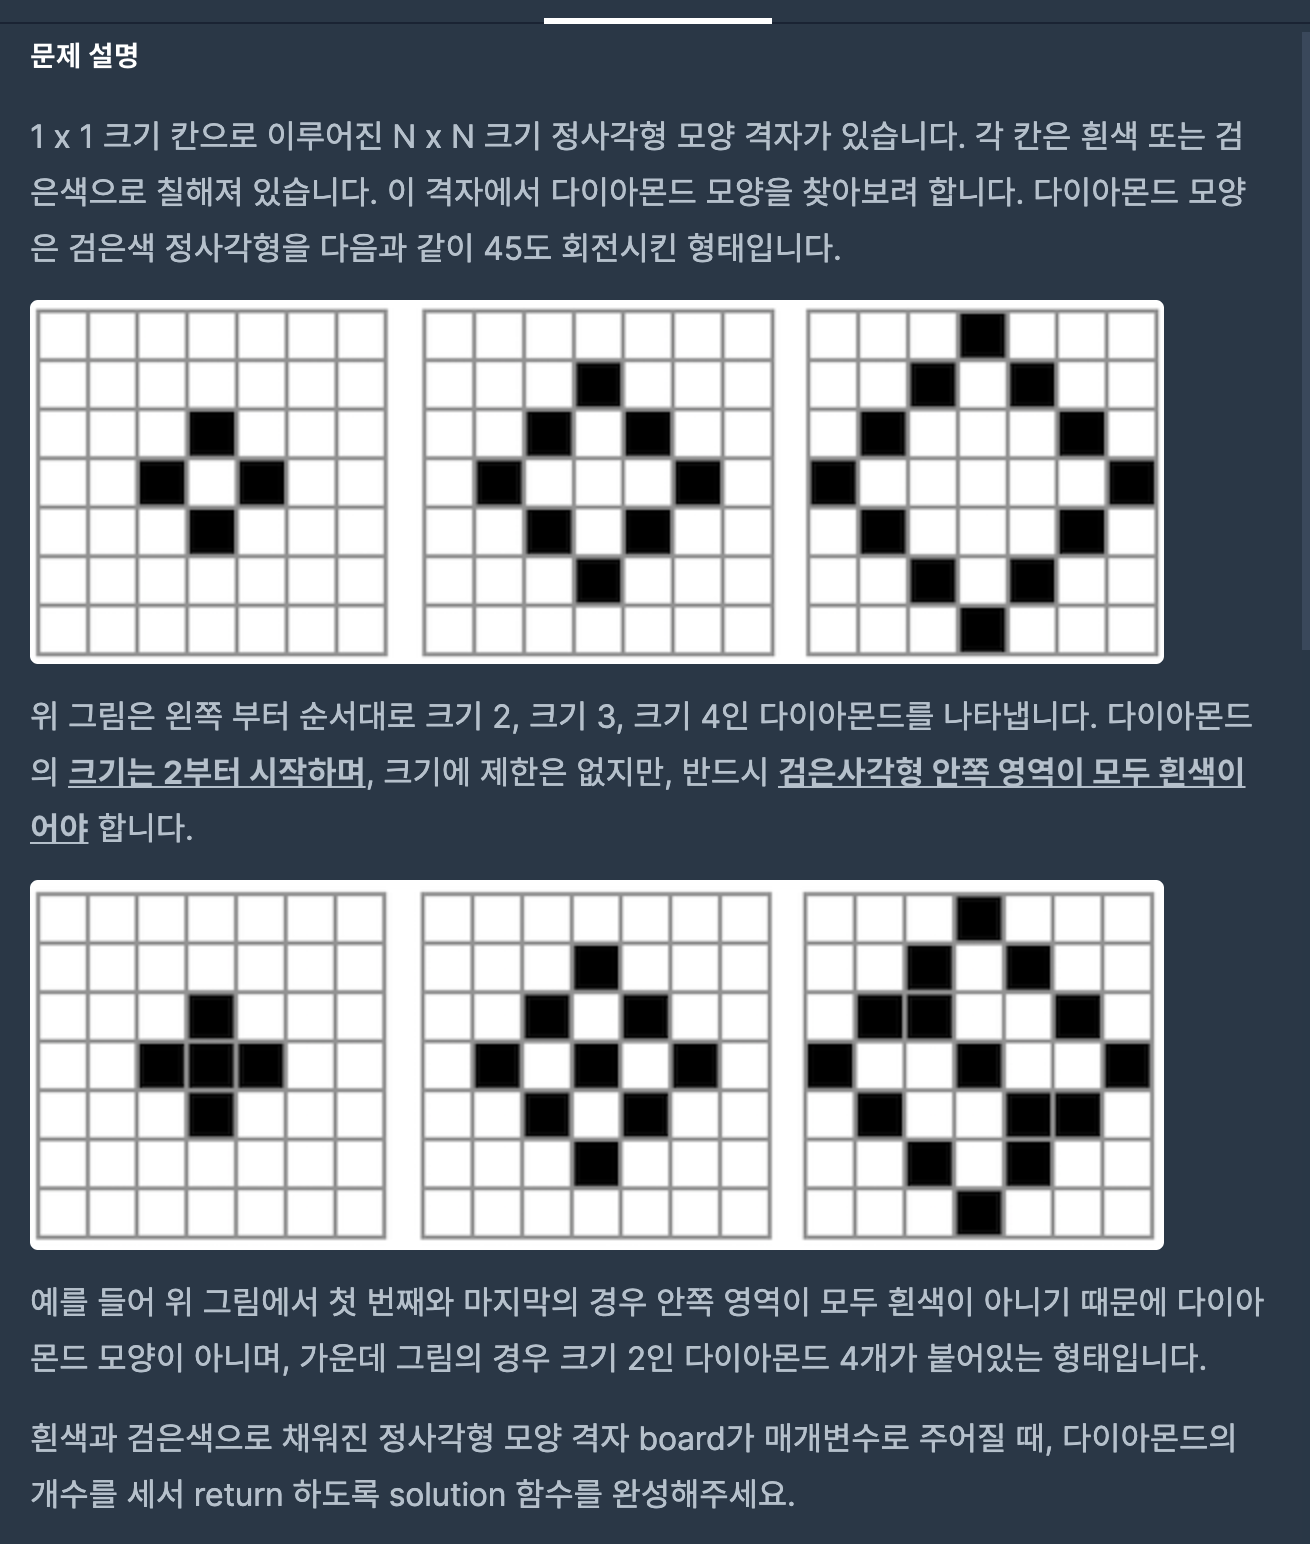 문제 설명
1 x 1 크기 칸으로 이루어진 N x N 크기 정사각형 모양 격자가 있습니다. 각 칸은 흰색 또는 검
은색으로 칠해져 있습니다. 이 격자에서 다이아몬드 모양을 찾아보려 합니다. 다이아몬드 모양
은 검은색 정사각형을 다음과 같이 45도 회전시킨 형태입니다.
위 그림은 왼쪽 부터 순서대로 크기 2, 크기 3, 크기 4인 다이아몬드를 나타냅니다. 다이아몬드
의 크기는 2부터 시작하며, 크기에 제한은 없지만, 반드시 검은사각형 안쪽 영역이 모두 흰색이
어야 합니다.
예를 들어 위 그림에서 첫 번째와 마지막의 경우 안쪽 영역이 모두 흰색이 아니기 때문에 다이아
몬드 모양이 아니며, 가운데 그림의 경우 크기 2인 다이아몬드 4개가 붙어있는 형태입니다.
흰색과 검은색으로 채워진 정사각형 모양 격자 board가 매개변수로 주어질 때, 다이아몬드의
개수를 세서 return 하도록 solution 함수를 완성해주세요.